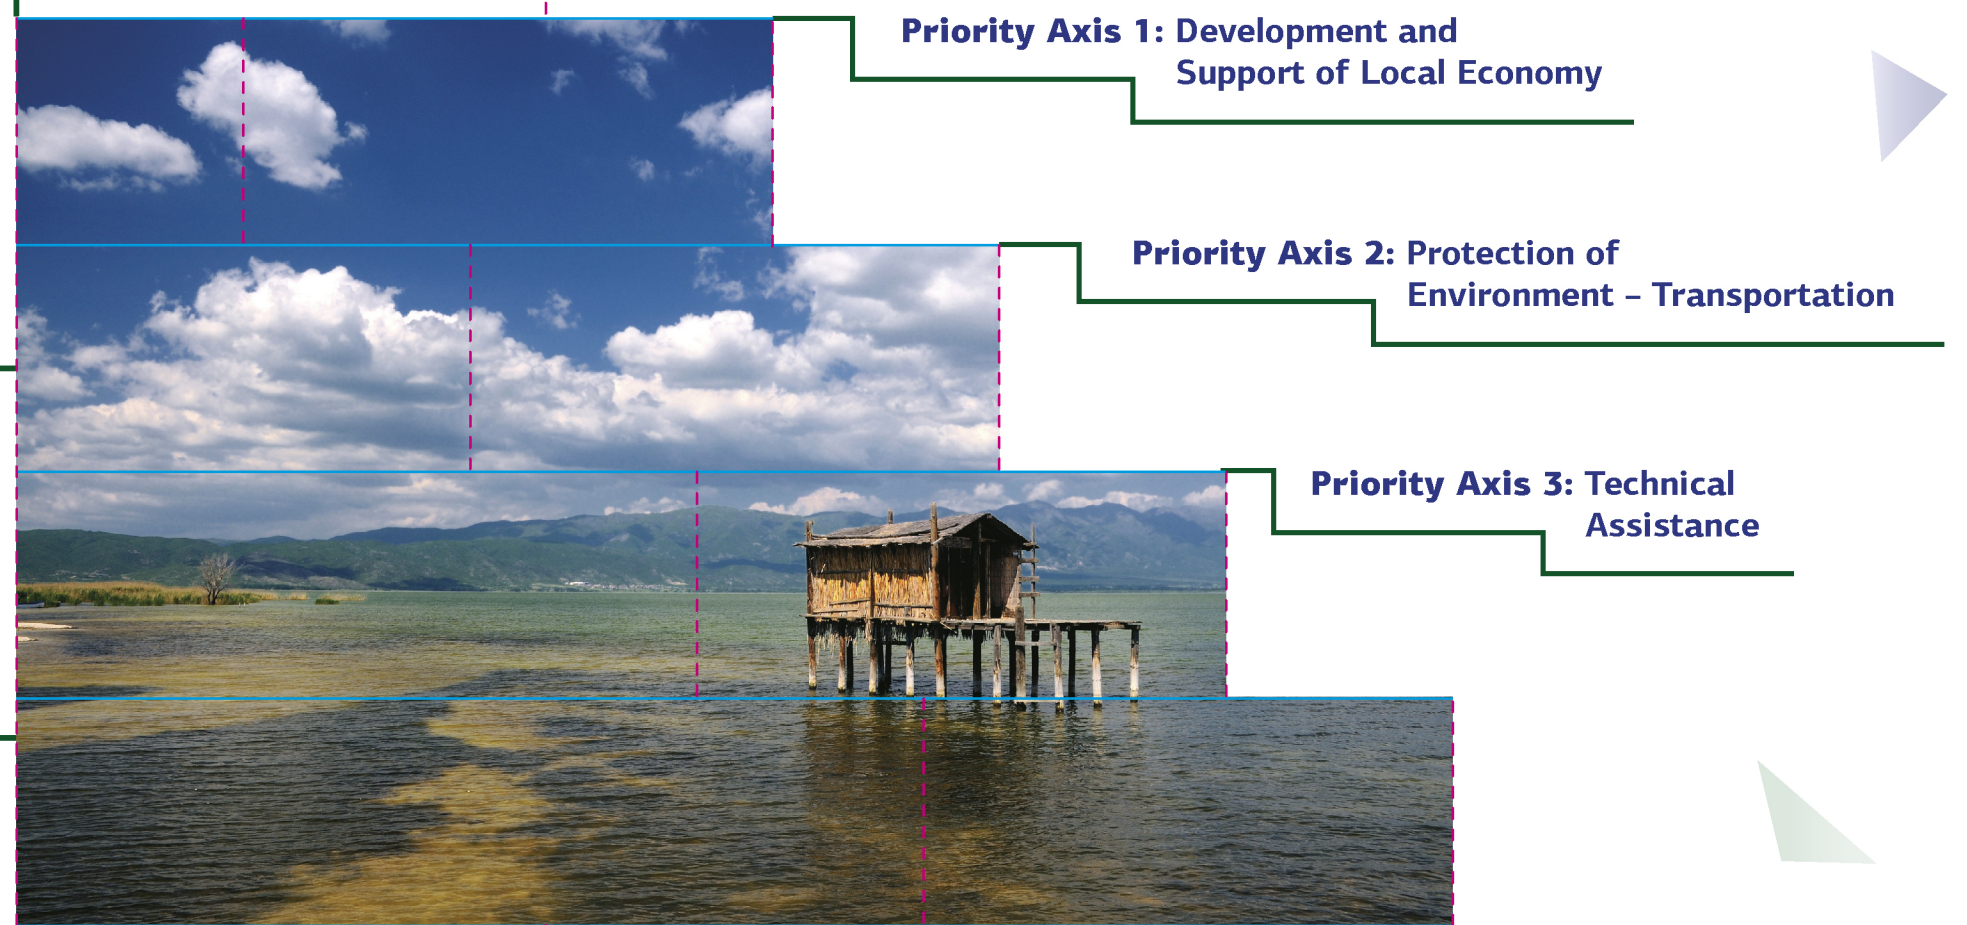 Priority Axis 1: Development and
Support of Local Economy
Priority Axis 2: Protection of
Environment – Transportation
Priority Axis 3: Technical
Assistance